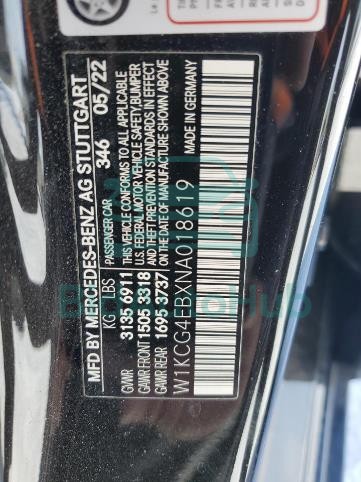 MFD BY MERCEDES-BENZ AG STUTTGART
KG LBS PASSENGER CAR 346 05/22
GVWR 3135 6911 THIS VEHICLE CONFORMS TO ALL APPLICABLE
GAWR FRONT 1505 3318 U.S. FEDERAL MOTOR VEHICLE SAFETY,BUMPER
GAWR REAR 1695 3737 AND THEFT PREVENTION STANDARDS IN EFFECT
ON THE DATE OF MANUFACTURE SHOWN ABOVE
W1KCG4EBXNA018619 MADE IN GERMANY